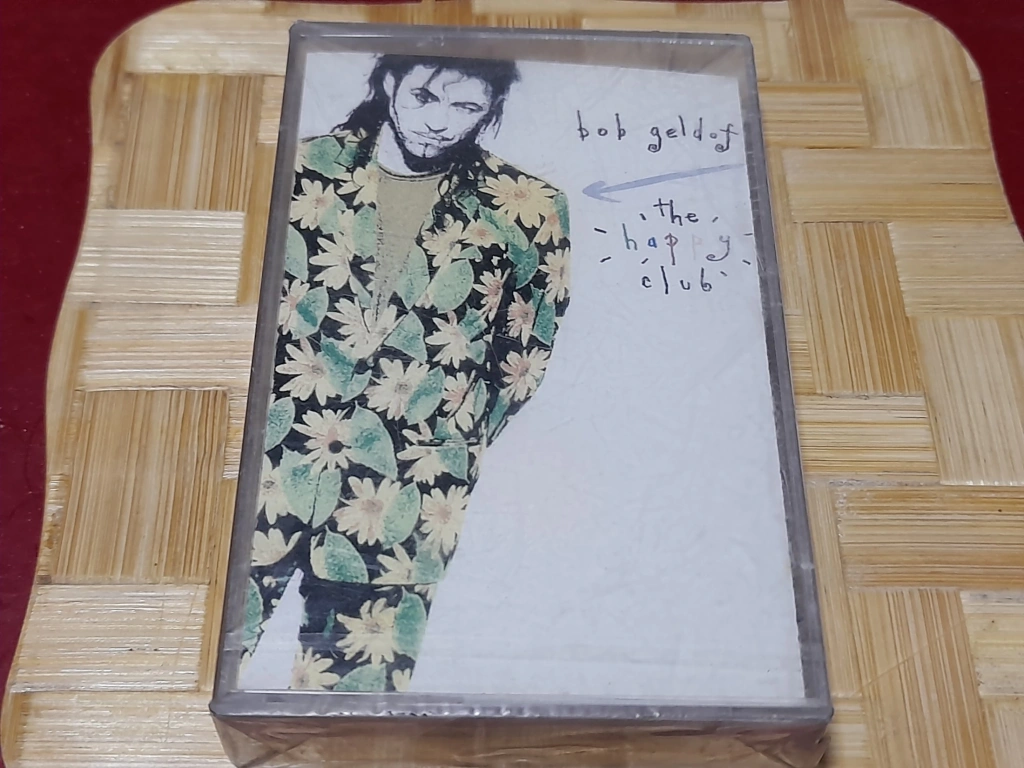 bob geldof
the
happy
club